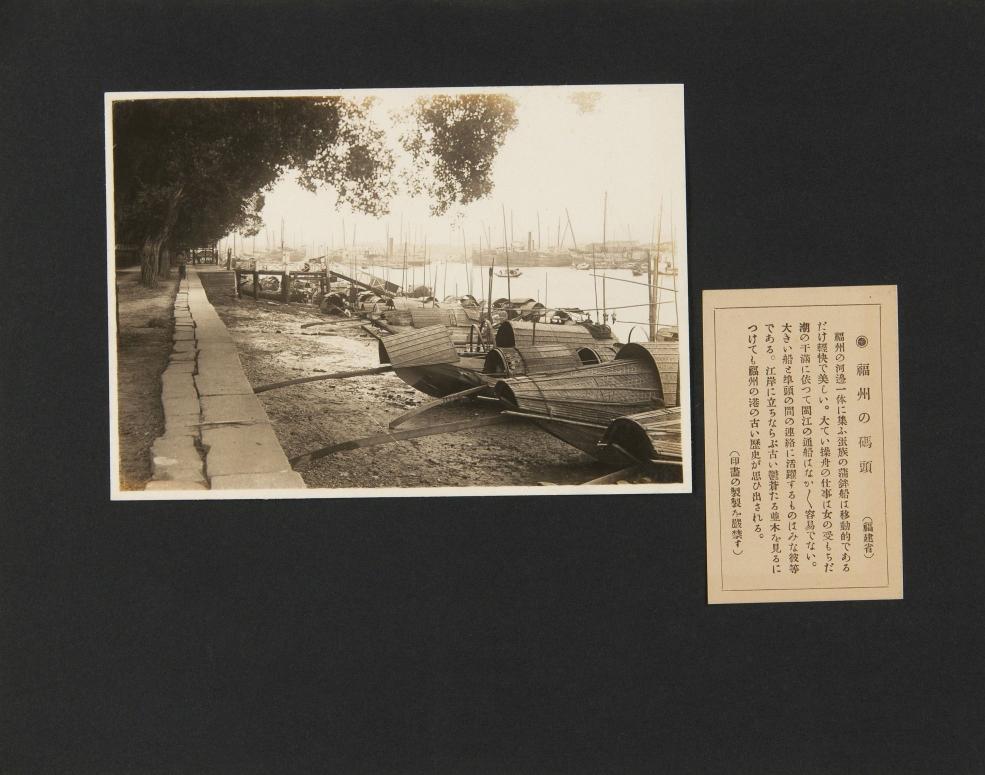 ◉ 福州の碼頭
（福建省）
福州の河邊一体に集ふ蛋族の蒲鉾船は移動的である
だけ輕快で美しい。大てい操舟の仕事は女の受もちだ
潮の干滿に依つて閩江の通船はなか〳〵容易でない。
大きい船と埠頭の間の連絡に活躍するものはみな彼等
である。江岸に立ちならぶ古い鬱蒼たる並木を見るに
つけても福州の港の古い歷史が思ひ出される。
（印畫の複製を嚴禁す）